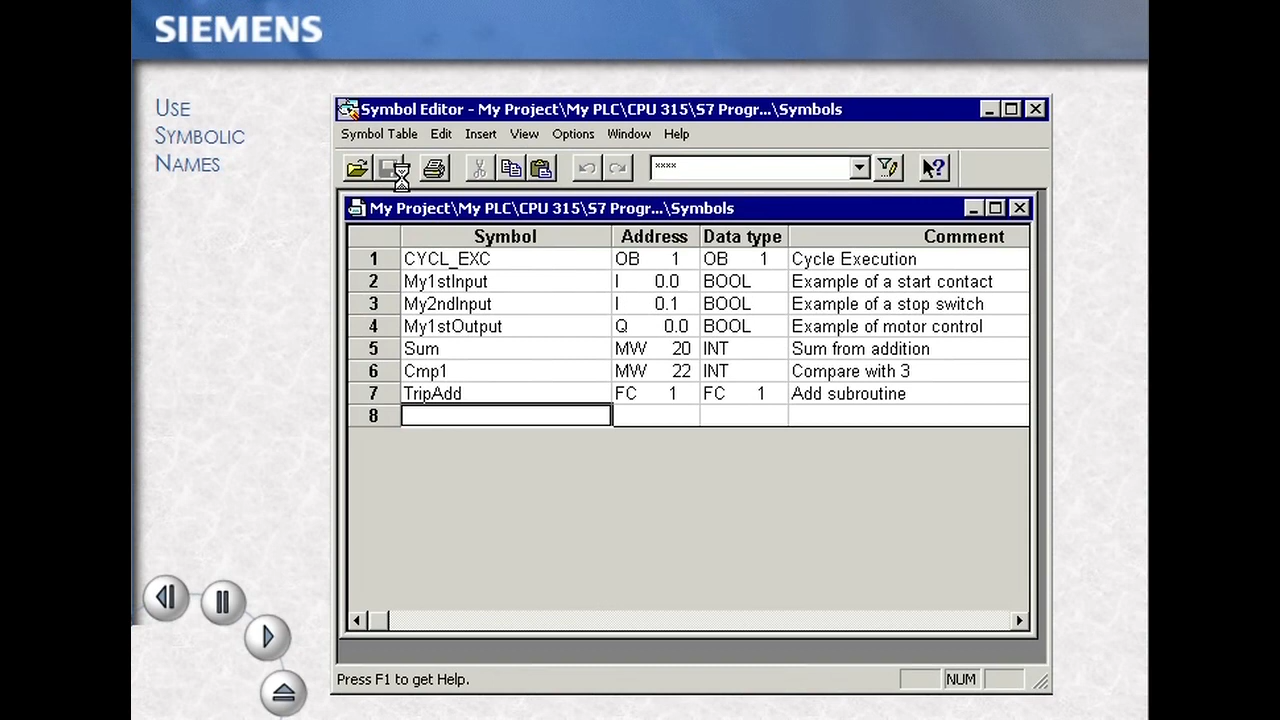 SIEMENS
USE
SYMBOLIC
NAMES
Symbol Editor - My Project\My PLC\CPU 315\S7 Progr...\Symbols
Symbol Table Edit Insert View Options Window Help
****
My Project\My PLC\CPU 315\S7 Progr...\Symbols
Symbol Address Data type Comment
1 CYCL_EXC OB 1 OB 1 Cycle Execution
2 My1stInput I 0.0 BOOL Example of a start contact
3 My2ndInput I 0.1 BOOL Example of a stop switch
4 My1stOutput Q 0.0 BOOL Example of motor control
5 Sum MW 20 INT Sum from addition
6 Cmp1 MW 22 INT Compare with 3
7 TripAdd FC 1 FC 1 Add subroutine
8
Press F1 to get Help. NUM